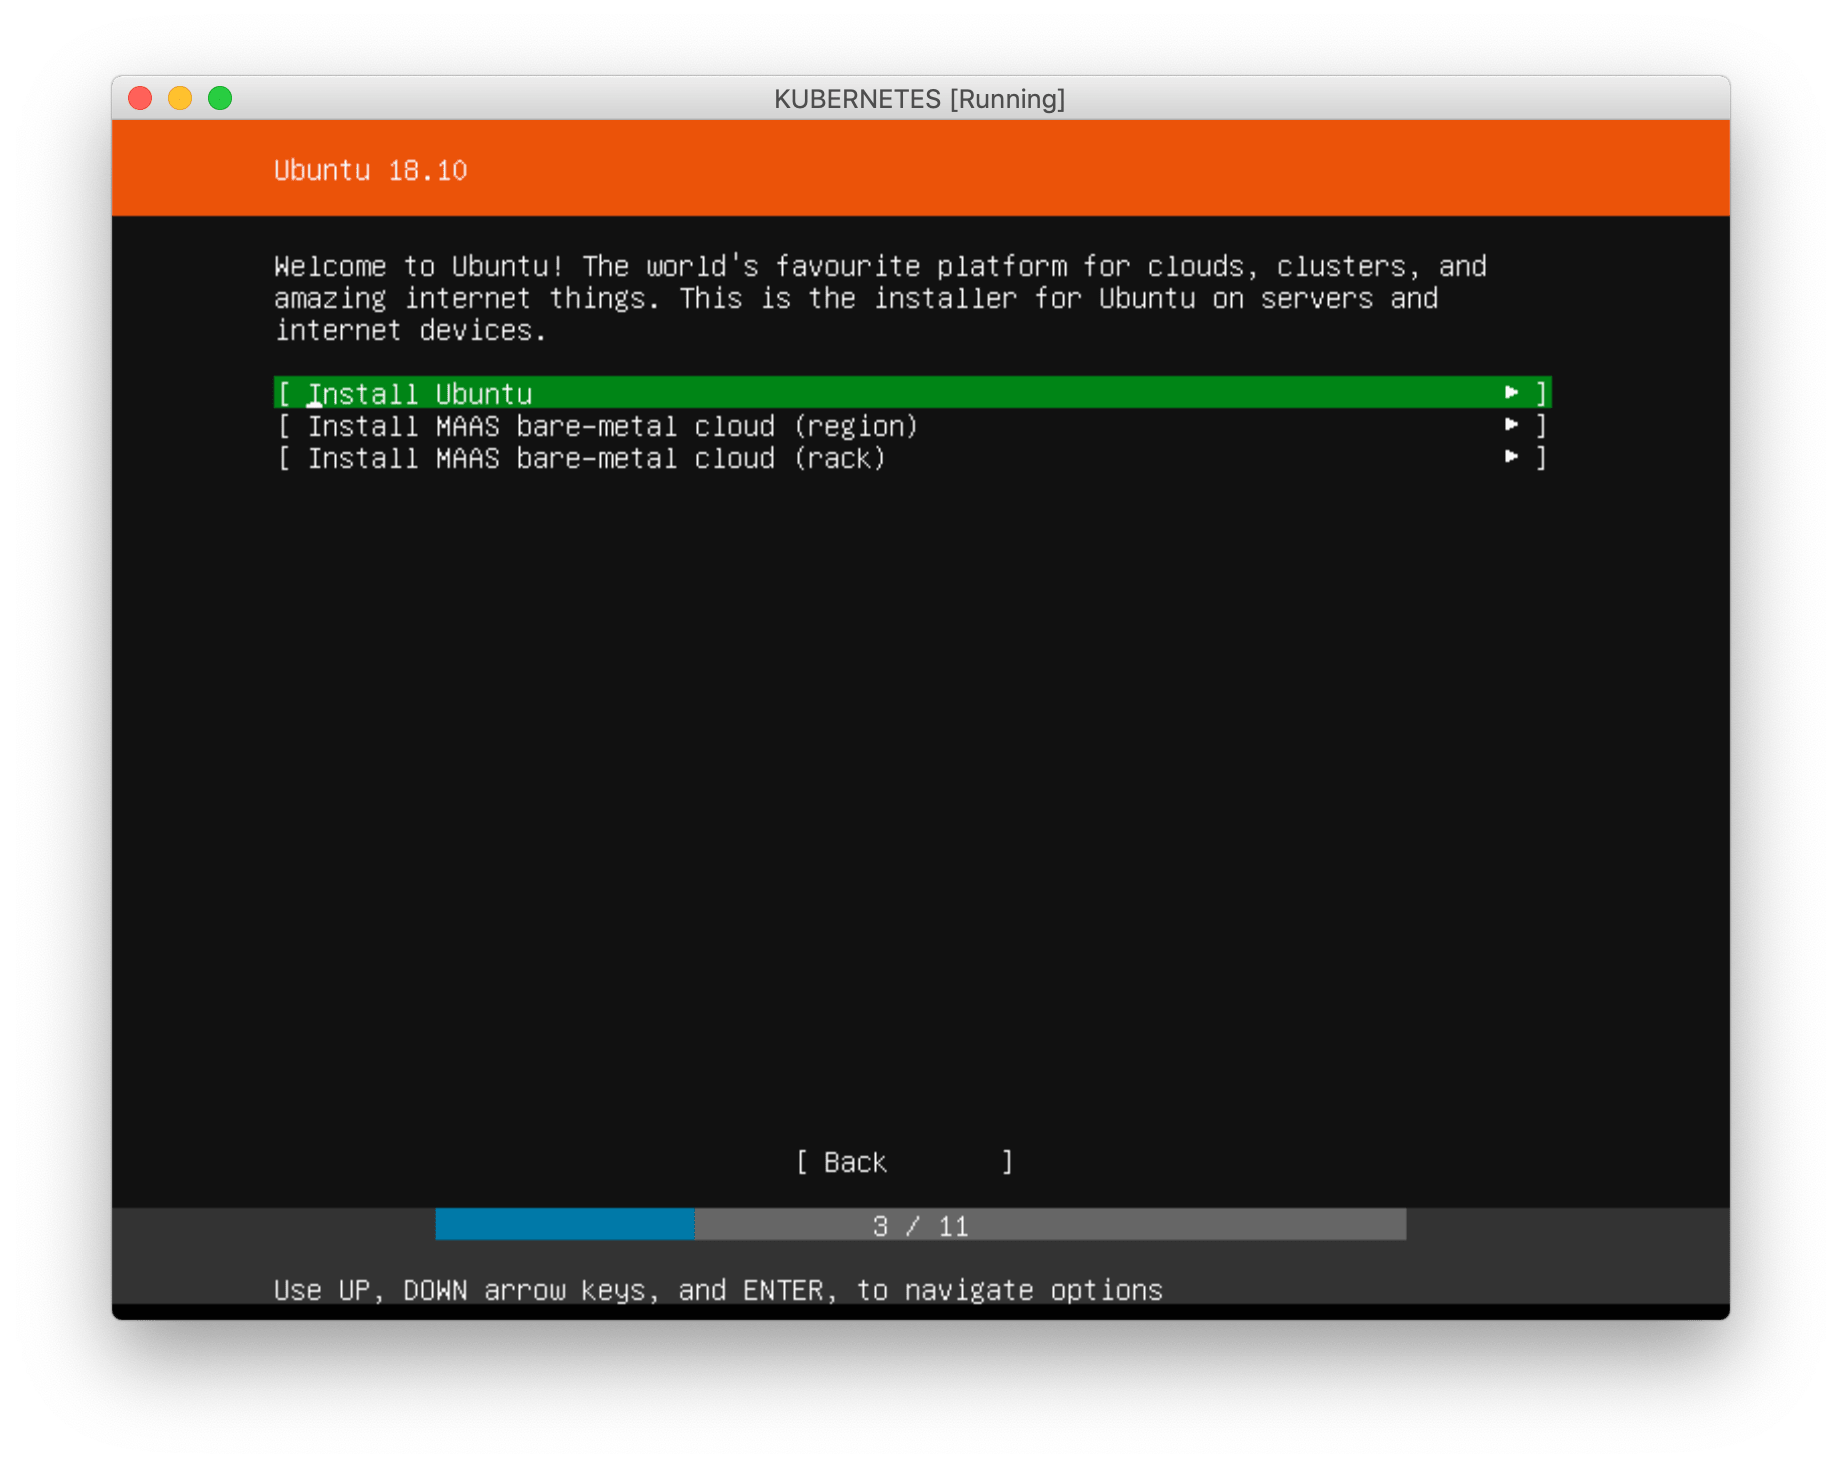 KUBERNETES [Running]
Ubuntu 18.10
Welcome to Ubuntu! The world's favourite platform for clouds, clusters, and
amazing internet things. This is the installer for Ubuntu on servers and
internet devices.
[ Install Ubuntu ► ]
[ Install MAAS bare-metal cloud (region) ► ]
[ Install MAAS bare-metal cloud (rack) ► ]
[ Back ]
3 / 11
Use UP, DOWN arrow keys, and ENTER, to navigate options